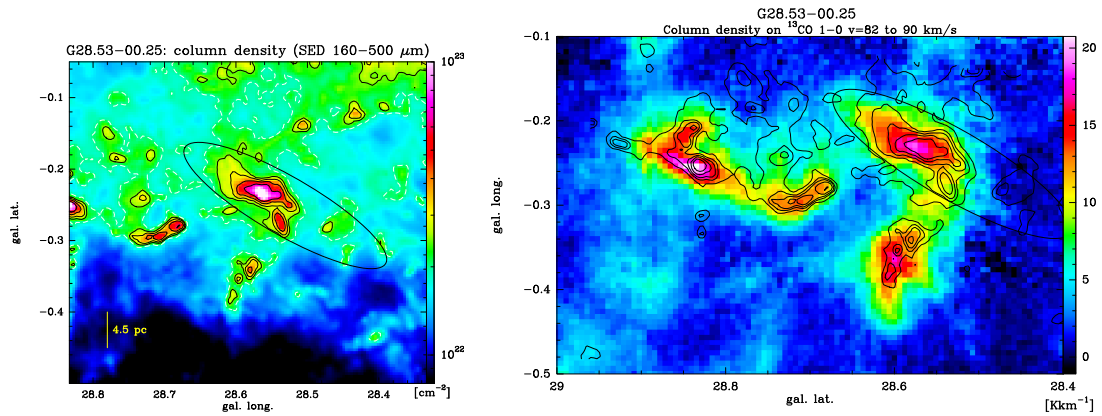 G28.53−00.25: column density (SED 160−500 μm)
10²³
−0.1
−0.2
−0.3
−0.4
gal. lat.
4.5 pc
10²²
28.8
28.7
28.6
28.5
28.4
gal. long.
[cm⁻²]
G28.53−00.25
Column density on ¹³CO 1−0 v=82 to 90 km/s
−0.1
−0.2
−0.3
−0.4
−0.5
gal. long.
20
15
10
5
0
29
28.8
28.6
28.4
gal. lat.
[Kkm⁻¹]